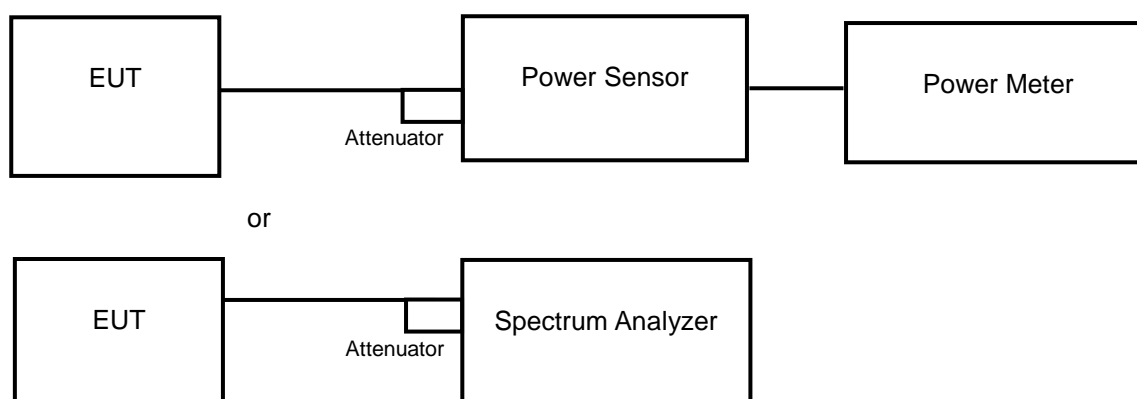 EUT
Power Sensor
Power Meter
Attenuator
or
EUT
Spectrum Analyzer
Attenuator